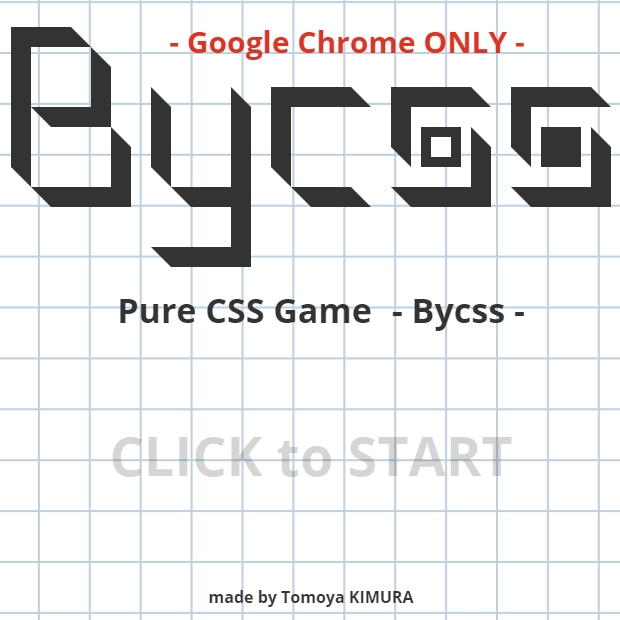 - Google Chrome ONLY -
Bycss
Pure CSS Game - Bycss -
CLICK to START
made by Tomoya KIMURA